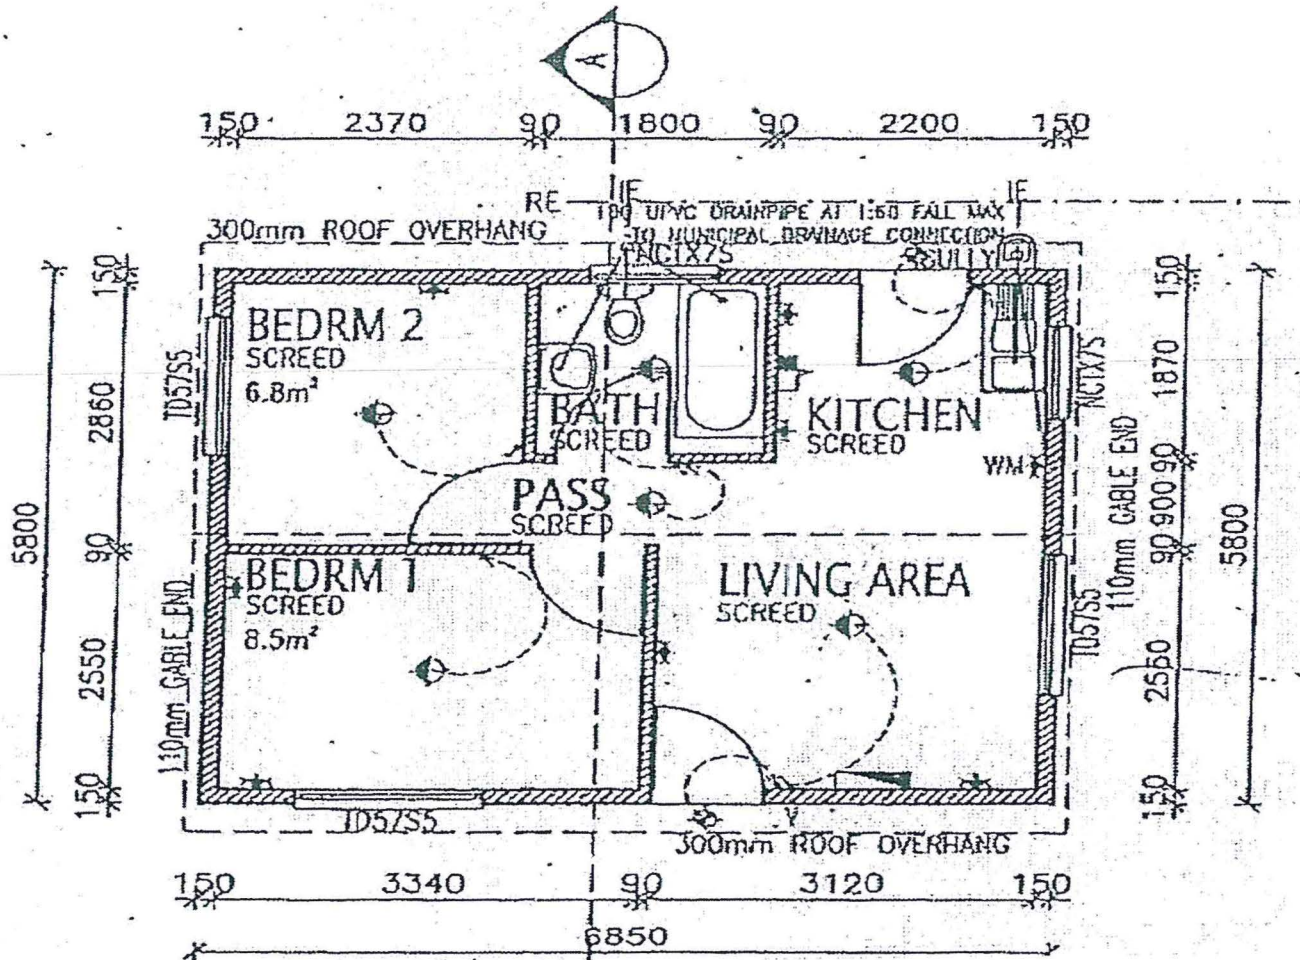 A
150 2370 90 1800 90 2200 150
RE IE IE
100 UPVC DRAINPIPE AT 1:60 FALL MAX
TO MUNICIPAL DRAINAGE CONNECTION
300mm ROOF OVERHANG
NC1X7S GULLY
BEDRM 2
SCREED
6.8m²
BATH
SCREED
KITCHEN
SCREED
WM
PASS
SCREED
BEDRM 1
SCREED
8.5m²
LIVING AREA
SCREED
TD57S5
110mm GABLE END
5800
150 2860 90 2550 150
NC1X7S
110mm GABLE END
TD57S5
150 1870 90 900 90 2550 150
5800
TD57S5
300mm ROOF OVERHANG
150 3340 90 3120 150
6850